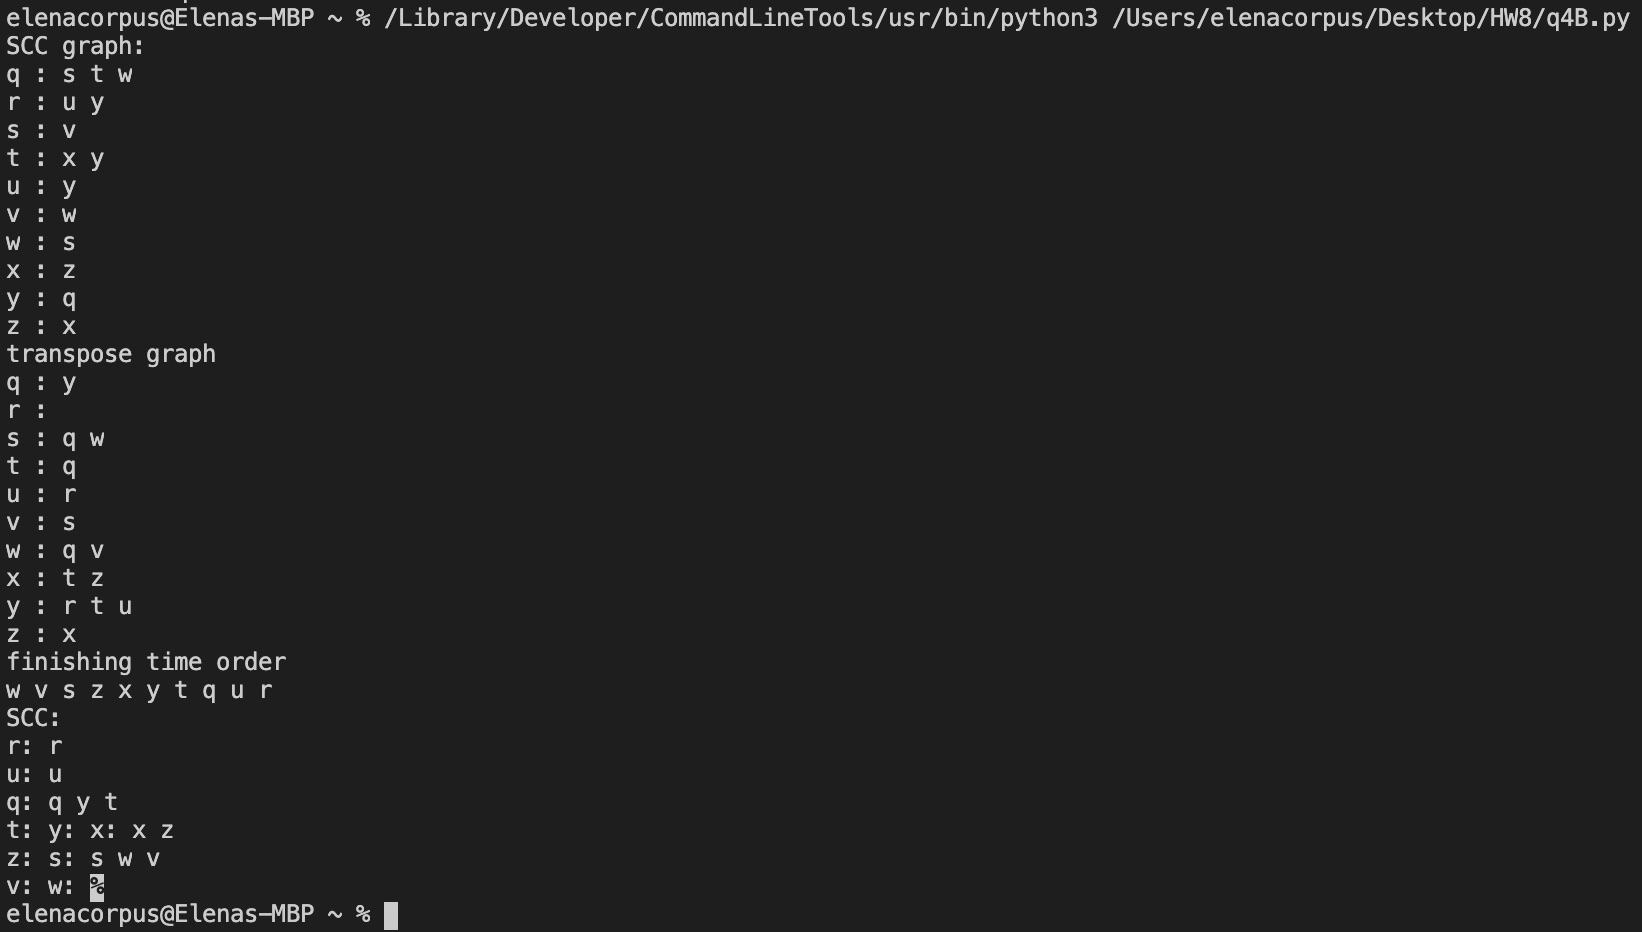 elenacorpus@Elenas-MBP ~ % /Library/Developer/CommandLineTools/usr/bin/python3 /Users/elenacorpus/Desktop/HW8/q4B.py
SCC graph:
q : s t w
r : u y
s : v
t : x y
u : y
v : w
w : s
x : z
y : q
z : x
transpose graph
q : y
r :
s : q w
t : q
u : r
v : s
w : q v
x : t z
y : r t u
z : x
finishing time order
w v s z x y t q u r
SCC:
r: r
u: u
q: q y t
t: y: x: x z
z: s: s w v
v: w: %
elenacorpus@Elenas-MBP ~ %